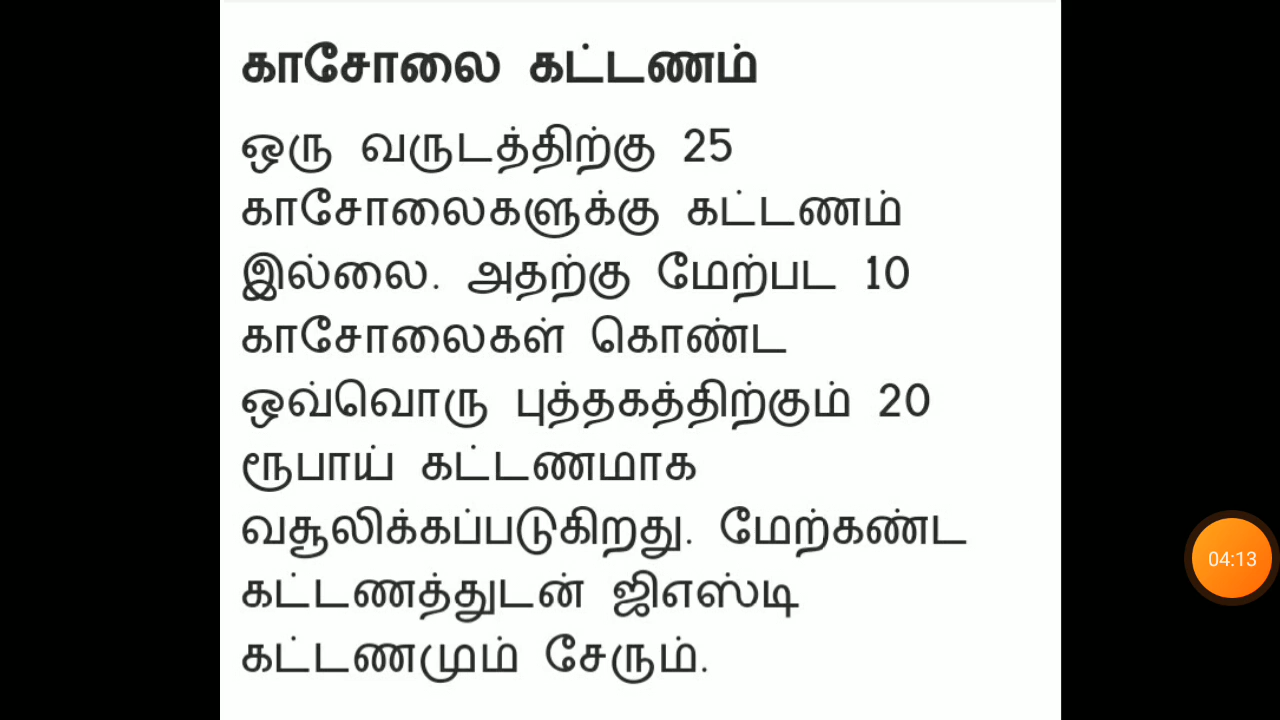 காசோலை கட்டணம்
ஒரு வருடத்திற்கு 25
காசோலைகளுக்கு கட்டணம்
இல்லை. அதற்கு மேற்பட 10
காசோலைகள் கொண்ட
ஒவ்வொரு புத்தகத்திற்கும் 20
ரூபாய் கட்டணமாக
வசூலிக்கப்படுகிறது. மேற்கண்ட
கட்டணத்துடன் ஜிஎஸ்டி
கட்டணமும் சேரும்.
04:13